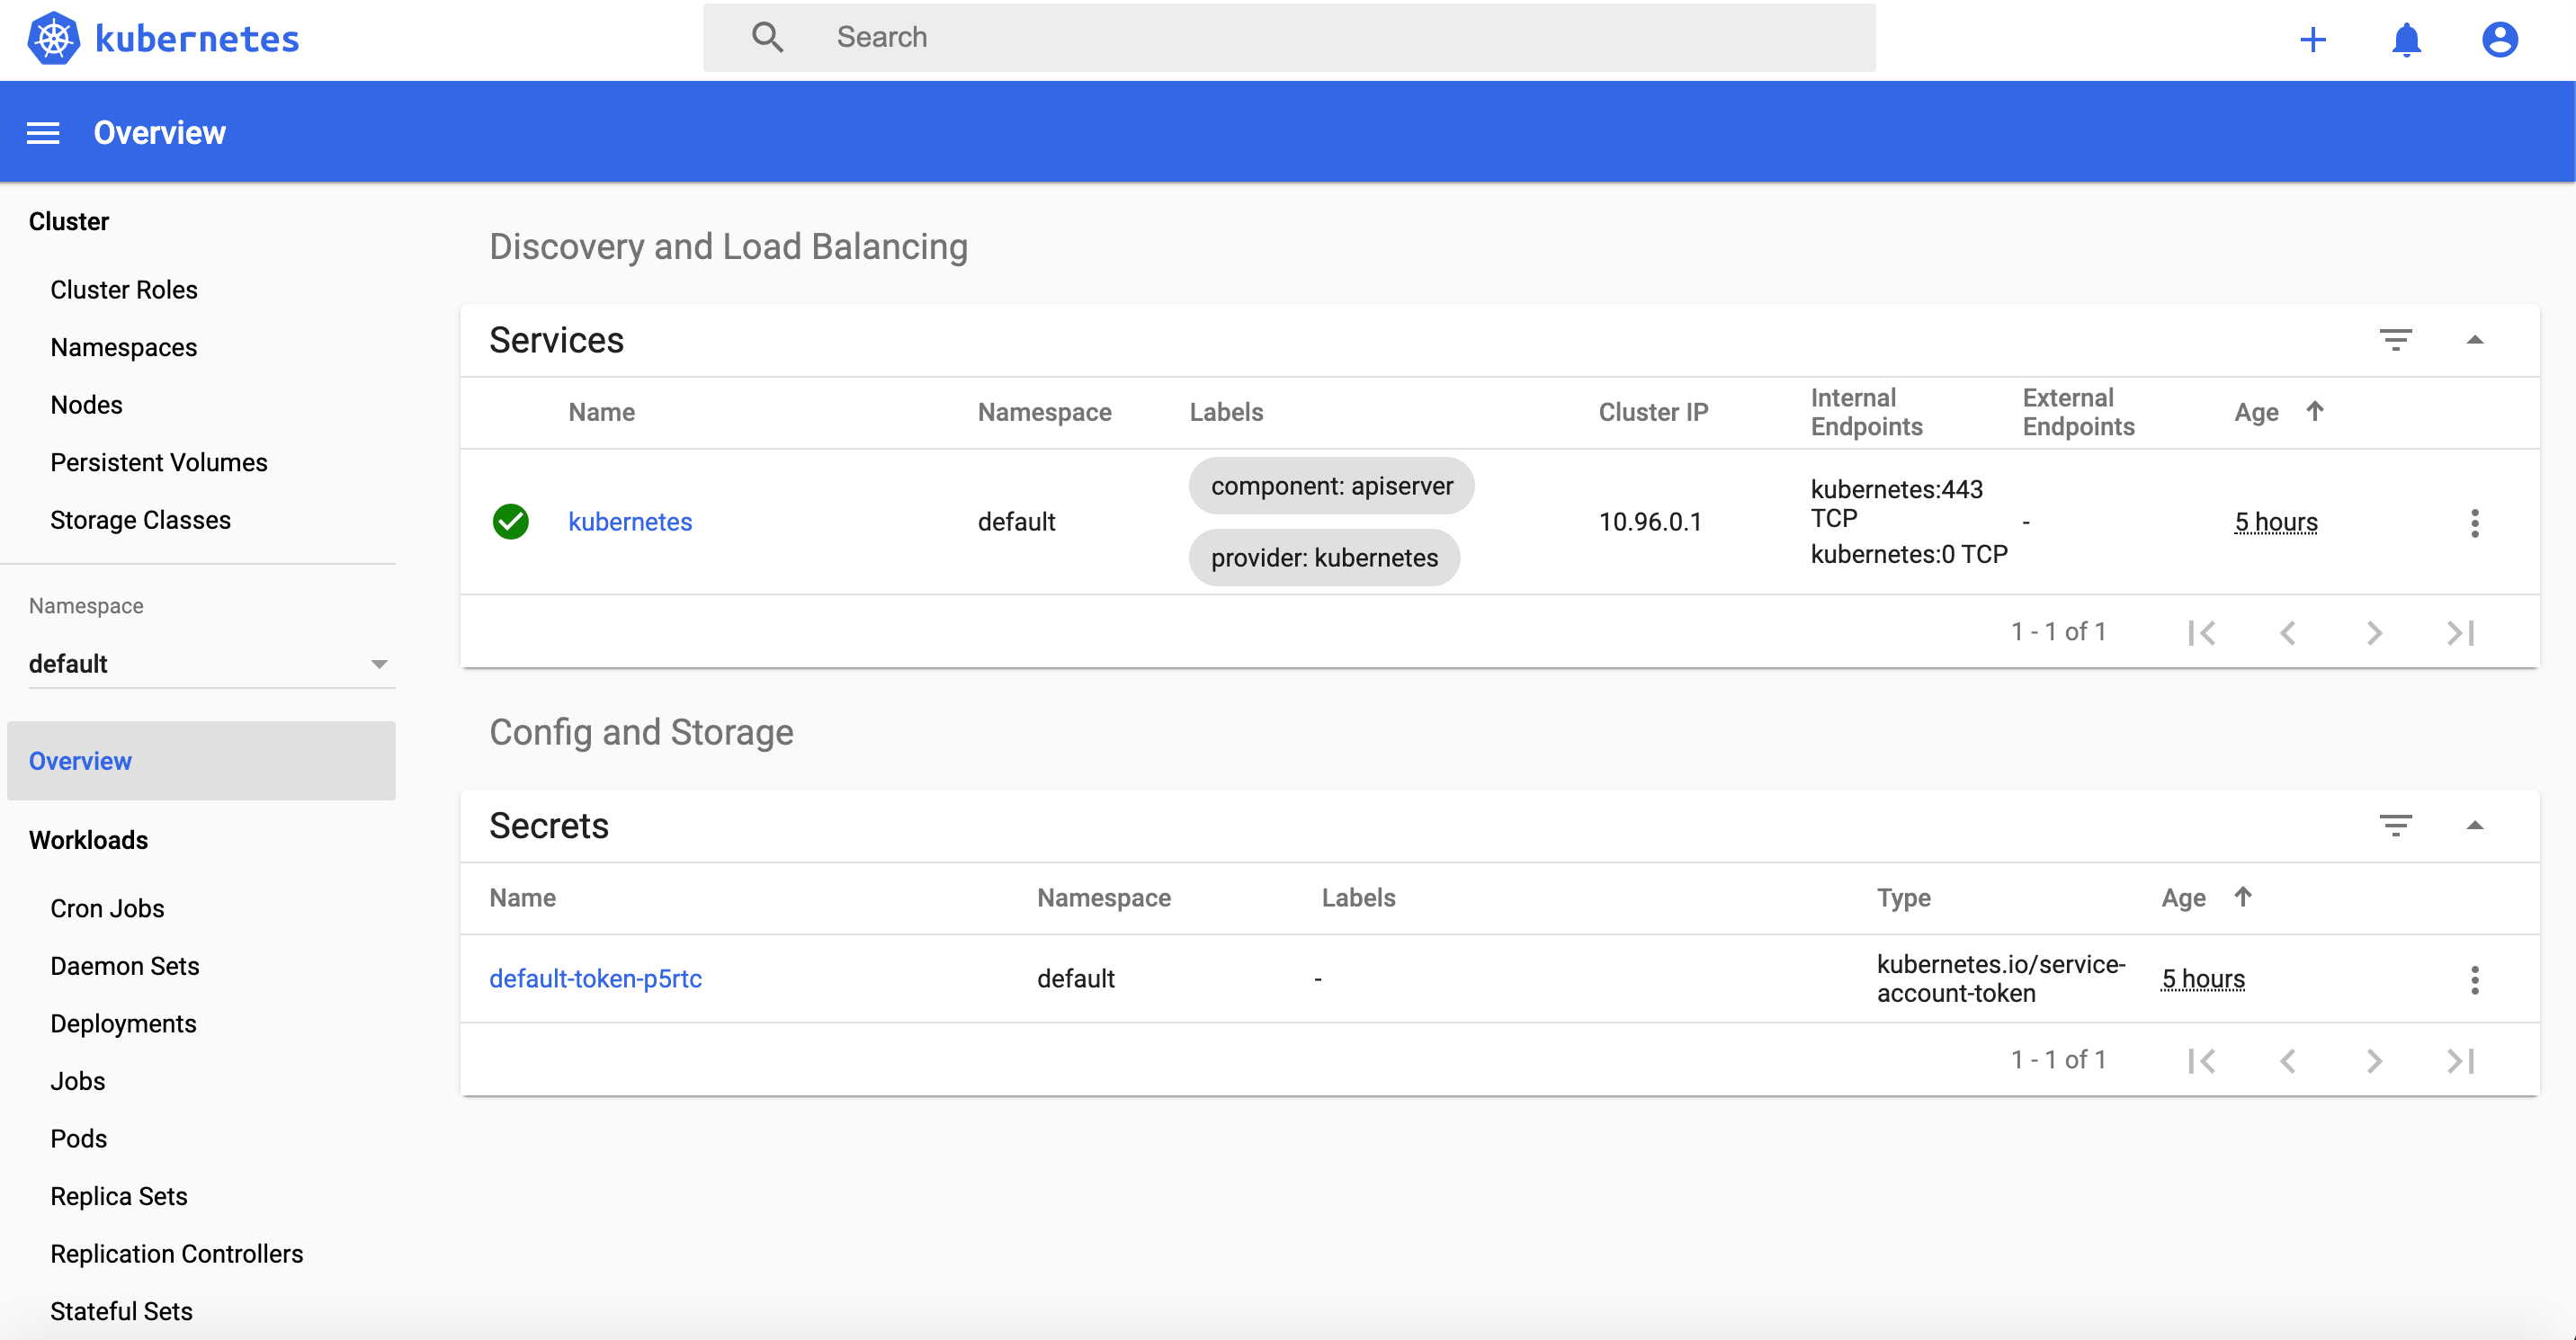 kubernetes
Search
Overview
Cluster
Cluster Roles
Namespaces
Nodes
Persistent Volumes
Storage Classes
Namespace
default
Overview
Workloads
Cron Jobs
Daemon Sets
Deployments
Jobs
Pods
Replica Sets
Replication Controllers
Stateful Sets
Discovery and Load Balancing
Services
Name Namespace Labels Cluster IP Internal Endpoints External Endpoints Age
kubernetes default component: apiserver provider: kubernetes 10.96.0.1 kubernetes:443 TCP kubernetes:0 TCP - 5 hours
1 - 1 of 1
Config and Storage
Secrets
Name Namespace Labels Type Age
default-token-p5rtc default - kubernetes.io/service-account-token 5 hours
1 - 1 of 1